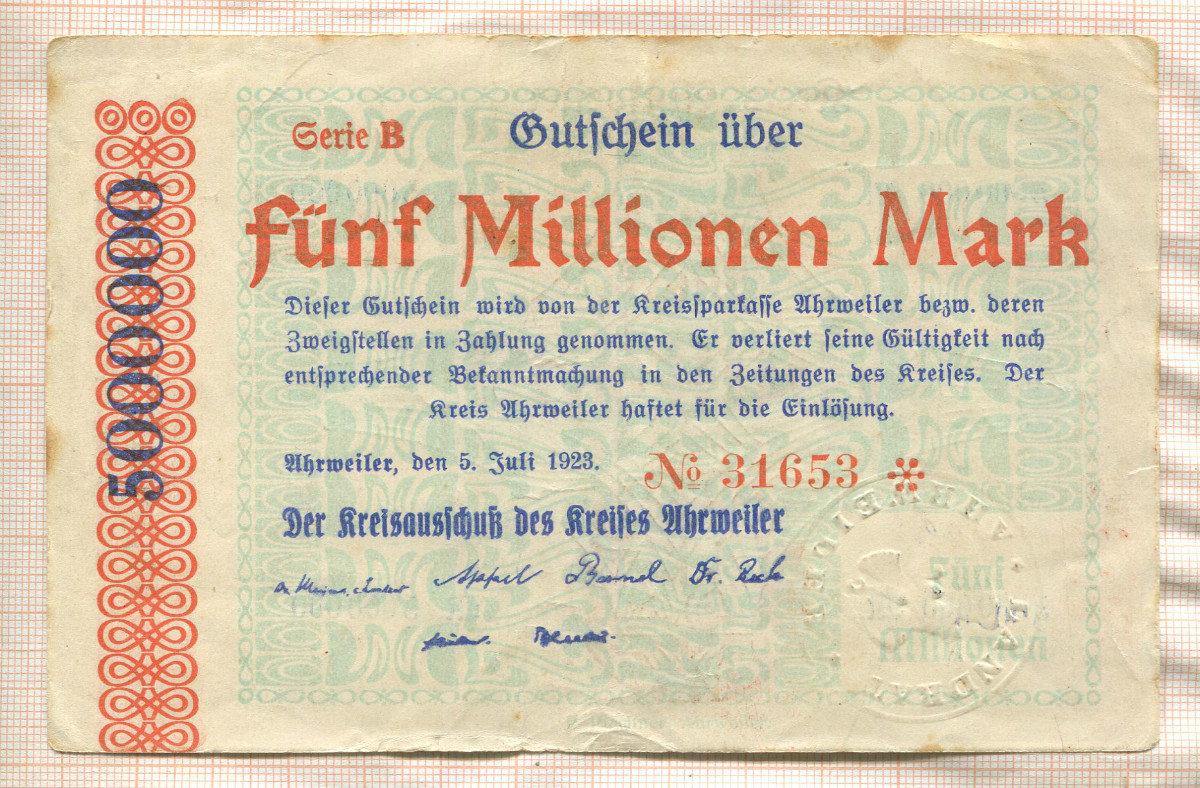 Serie B
Gutschein über
fünf Millionen Mark
Dieser Gutschein wird von der Kreissparkasse Ahrweiler bezw. deren
Zweigstellen in Zahlung genommen. Er verliert seine Gültigkeit nach
entsprechender Bekanntmachung in den Zeitungen des Kreises. Der
Kreis Ahrweiler haftet für die Einlösung.
Ahrweiler, den 5. Juli 1923.
№ 31653
Der Kreisausschuß des Kreises Ahrweiler
Appel
5000000
Fünf